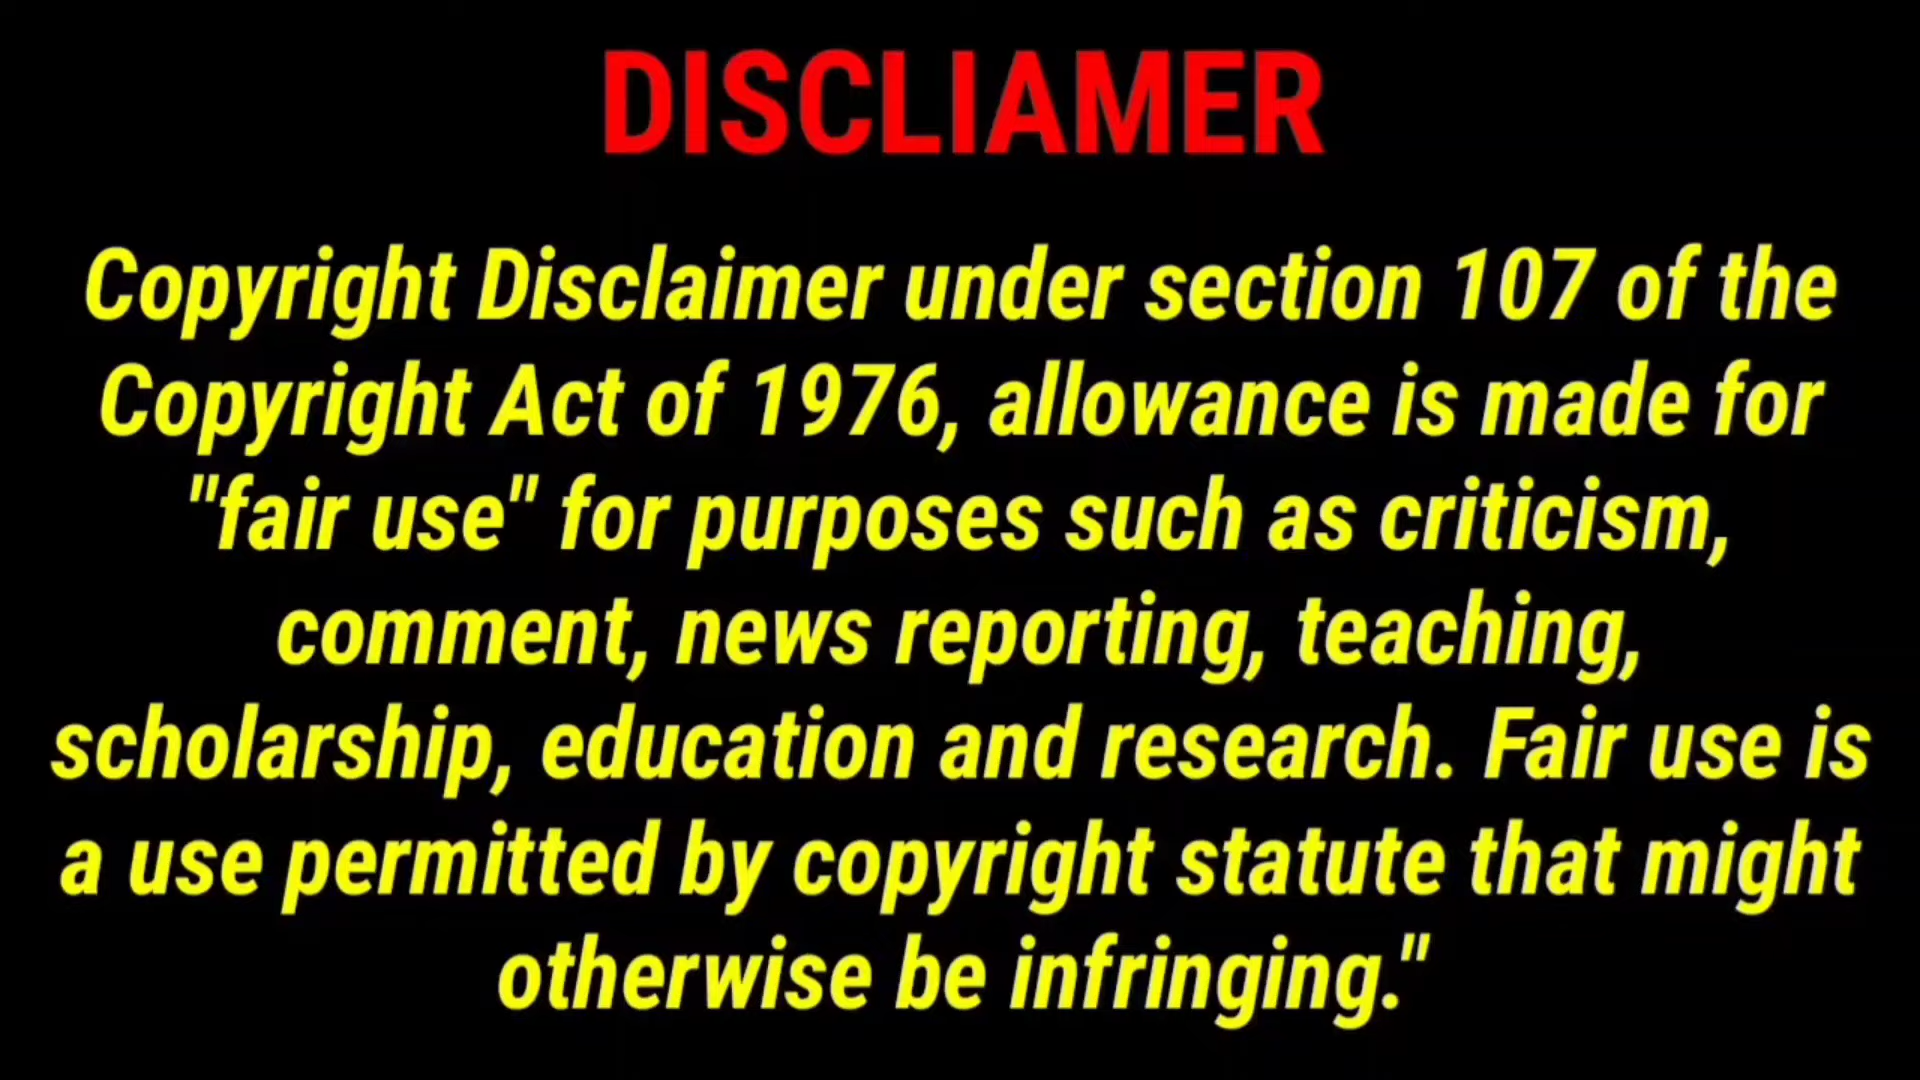 DISCLIAMER
Copyright Disclaimer under section 107 of the
Copyright Act of 1976, allowance is made for
"fair use" for purposes such as criticism,
comment, news reporting, teaching,
scholarship, education and research. Fair use is
a use permitted by copyright statute that might
otherwise be infringing."